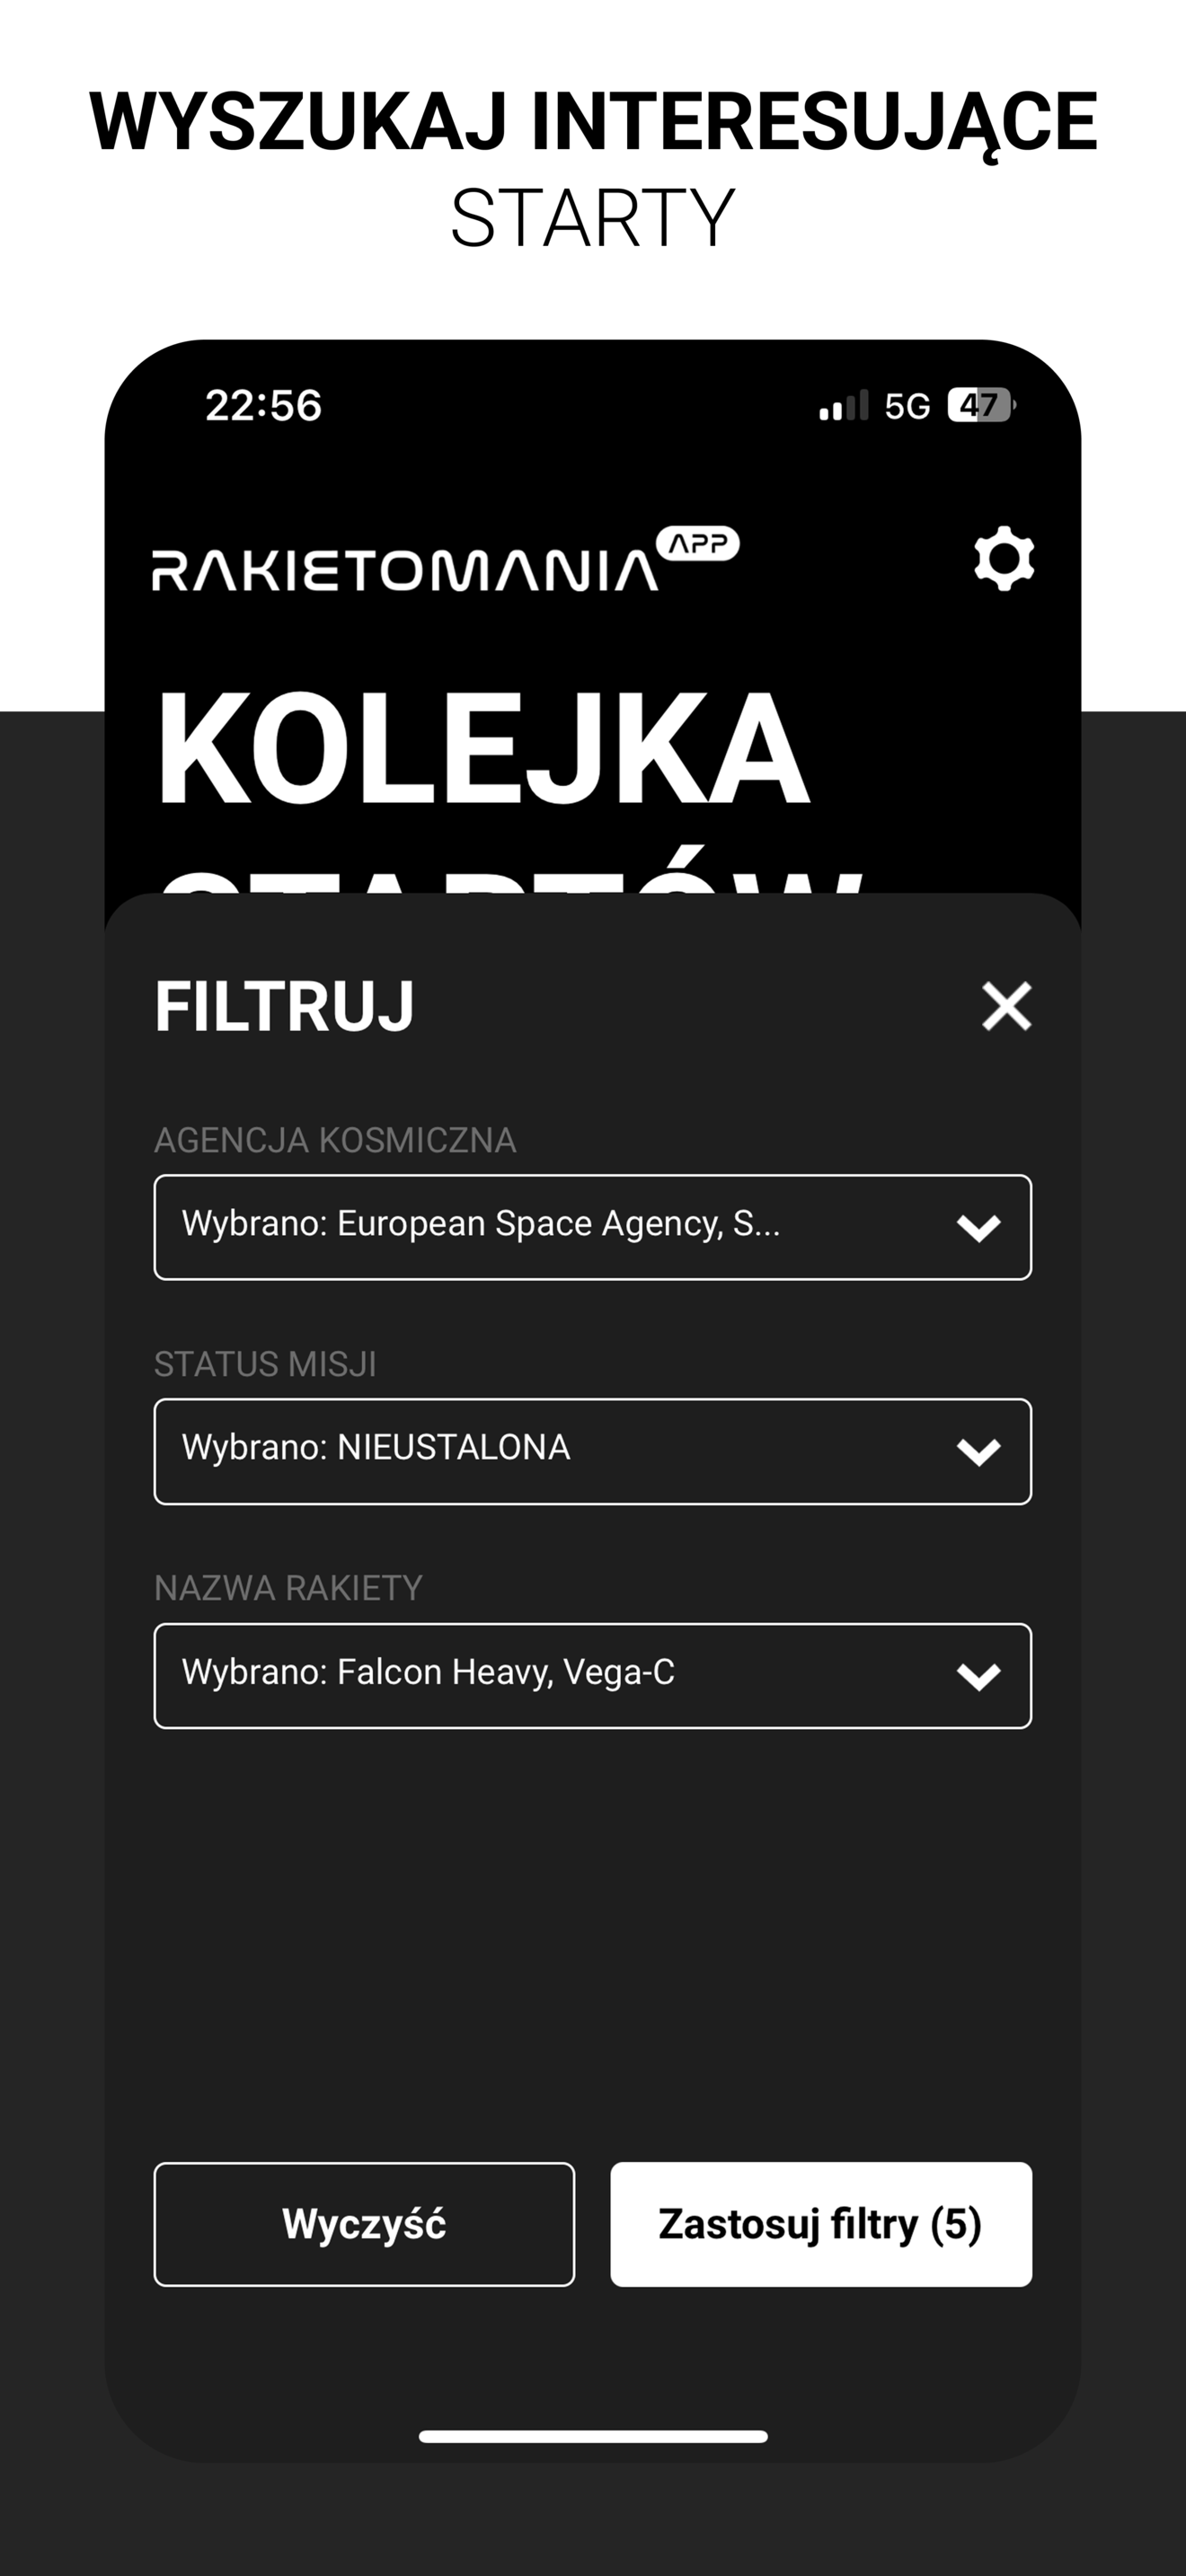 WYSZUKAJ INTERESUJĄCE
STARTY
22:56
5G 47
RAKIETOMANIA APP
KOLEJKA
STARTÓW
FILTRUJ
AGENCJA KOSMICZNA
Wybrano: European Space Agency, S...
STATUS MISJI
Wybrano: NIEUSTALONA
NAZWA RAKIETY
Wybrano: Falcon Heavy, Vega-C
Wyczyść
Zastosuj filtry (5)